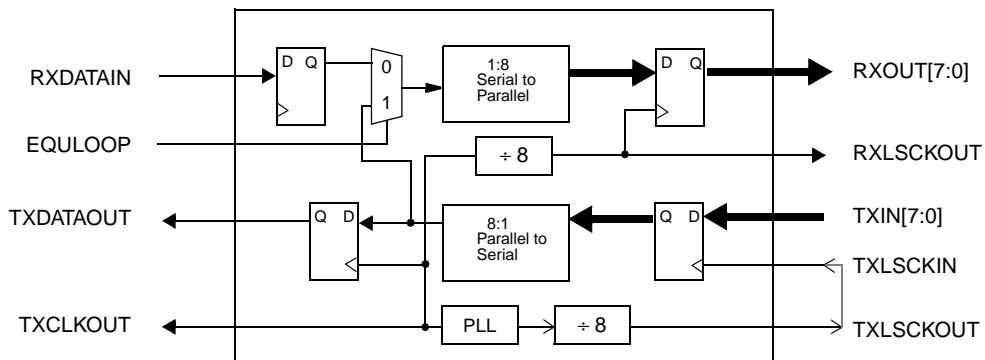 RXDATAIN
D Q
0
1
1:8
Serial to
Parallel
D Q
RXOUT[7:0]
EQULOOP
÷ 8
RXLSCKOUT
TXDATAOUT
Q D
8:1
Parallel to
Serial
Q D
TXIN[7:0]
TXLSCKIN
TXCLKOUT
PLL
÷ 8
TXLSCKOUT